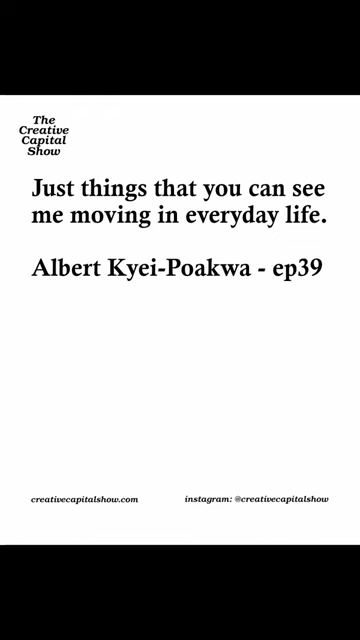 The
Creative
Capital
Show
Just things that you can see
me moving in everyday life.
Albert Kyei-Poakwa - ep39
creativecapitalshow.com
instagram: @creativecapitalshow